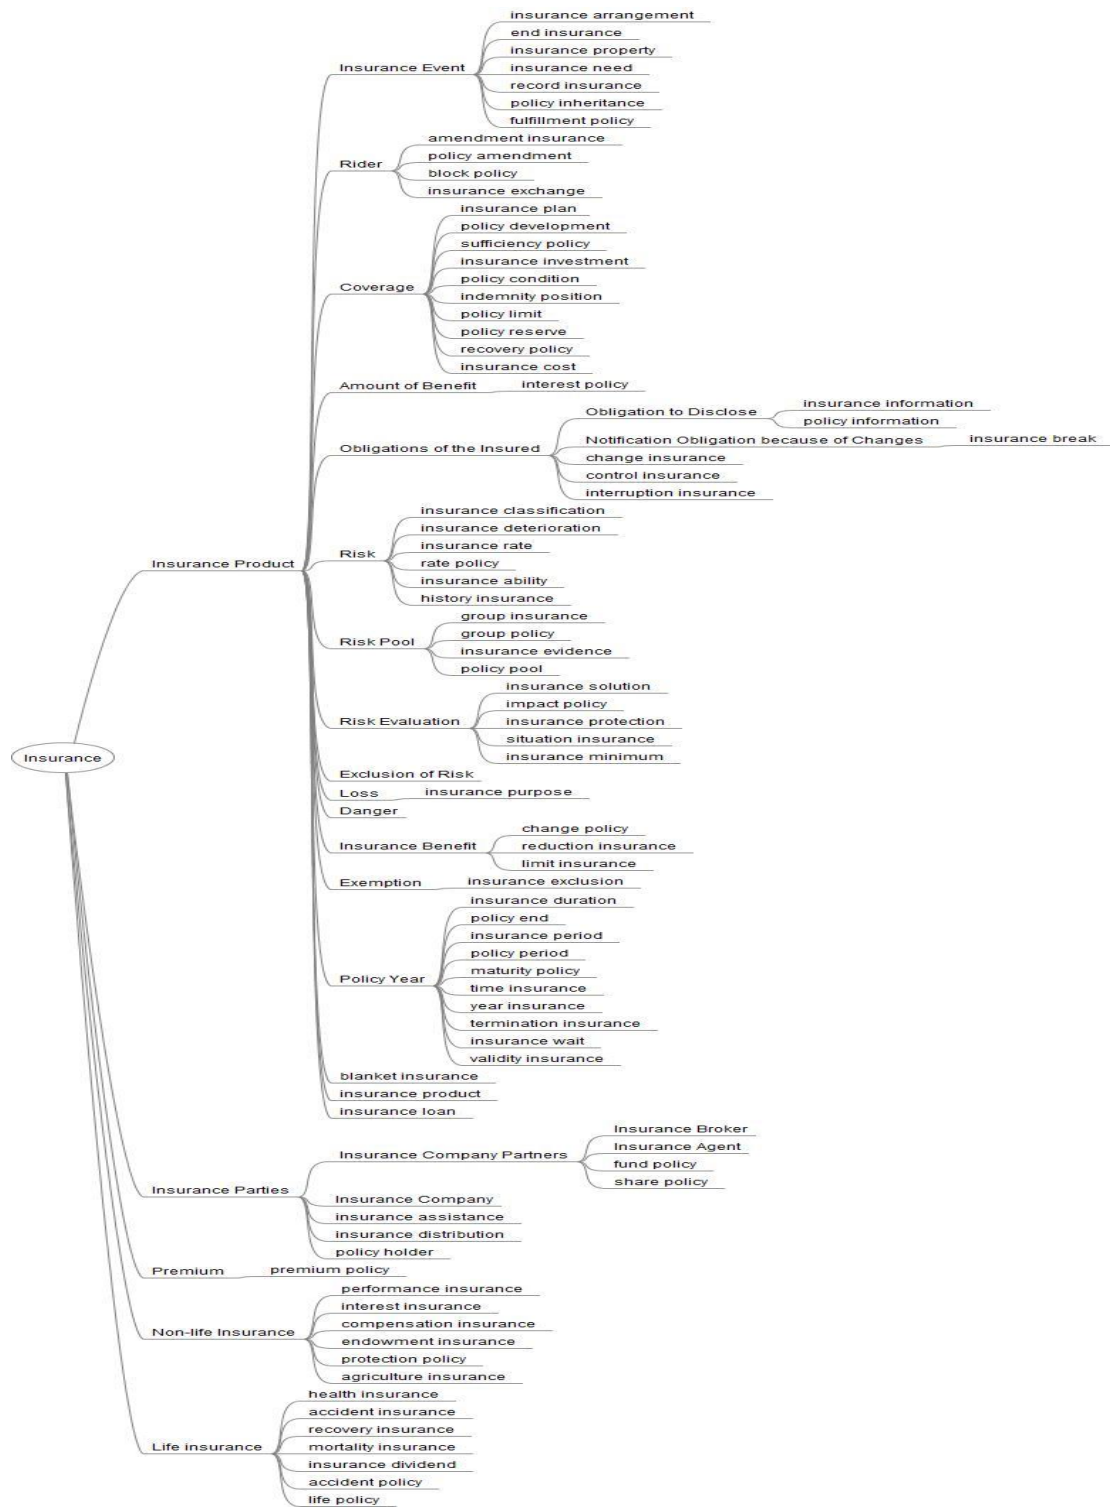 insurance arrangement
end insurance
insurance property
Insurance Event
insurance need
record insurance
policy inheritance
fulfillment policy
amendment insurance
policy amendment
Rider
block policy
insurance exchange
insurance plan
policy development
sufficiency policy
insurance investment
policy condition
Coverage
indemnity position
policy limit
policy reserve
recovery policy
insurance cost
Amount of Benefit
interest policy
insurance information
Obligation to Disclose
policy information
Notification Obligation because of Changes
insurance break
Obligations of the Insured
change insurance
control insurance
interruption insurance
insurance classification
insurance deterioration
insurance rate
Risk
rate policy
Insurance Product
insurance ability
history insurance
group insurance
group policy
Risk Pool
insurance evidence
policy pool
insurance solution
impact policy
Risk Evaluation
insurance protection
situation insurance
insurance minimum
Insurance
Exclusion of Risk
Loss
insurance purpose
Danger
change policy
Insurance Benefit
reduction insurance
limit insurance
Exemption
insurance exclusion
insurance duration
policy end
insurance period
policy period
maturity policy
Policy Year
time insurance
year insurance
termination insurance
insurance wait
validity insurance
blanket insurance
insurance product
insurance loan
Insurance Broker
Insurance Agent
Insurance Company Partners
fund policy
share policy
Insurance Parties
Insurance Company
insurance assistance
insurance distribution
policy holder
Premium
premium policy
performance insurance
interest insurance
compensation insurance
Non-life Insurance
endowment insurance
protection policy
agriculture insurance
health insurance
accident insurance
recovery insurance
Life insurance
mortality insurance
insurance dividend
accident policy
life policy